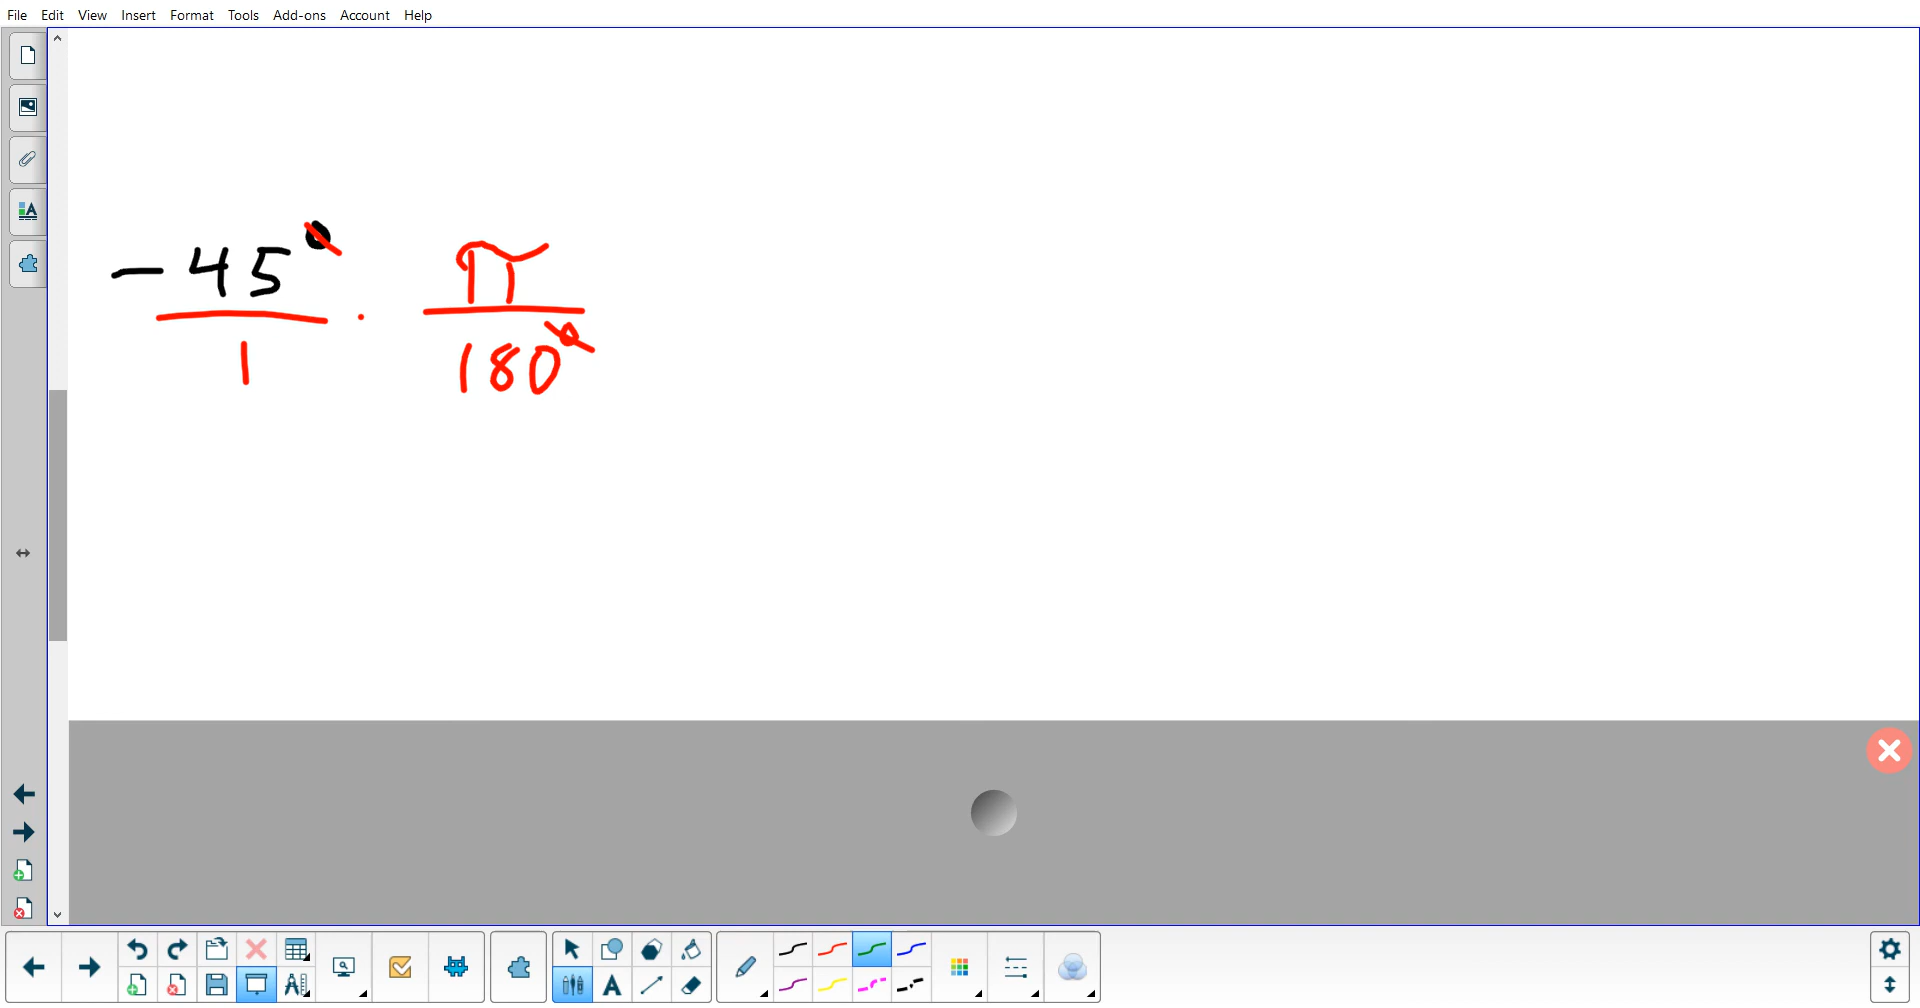 File Edit View Insert Format Tools Add-ons Account Help
-45° π
1 · 180°